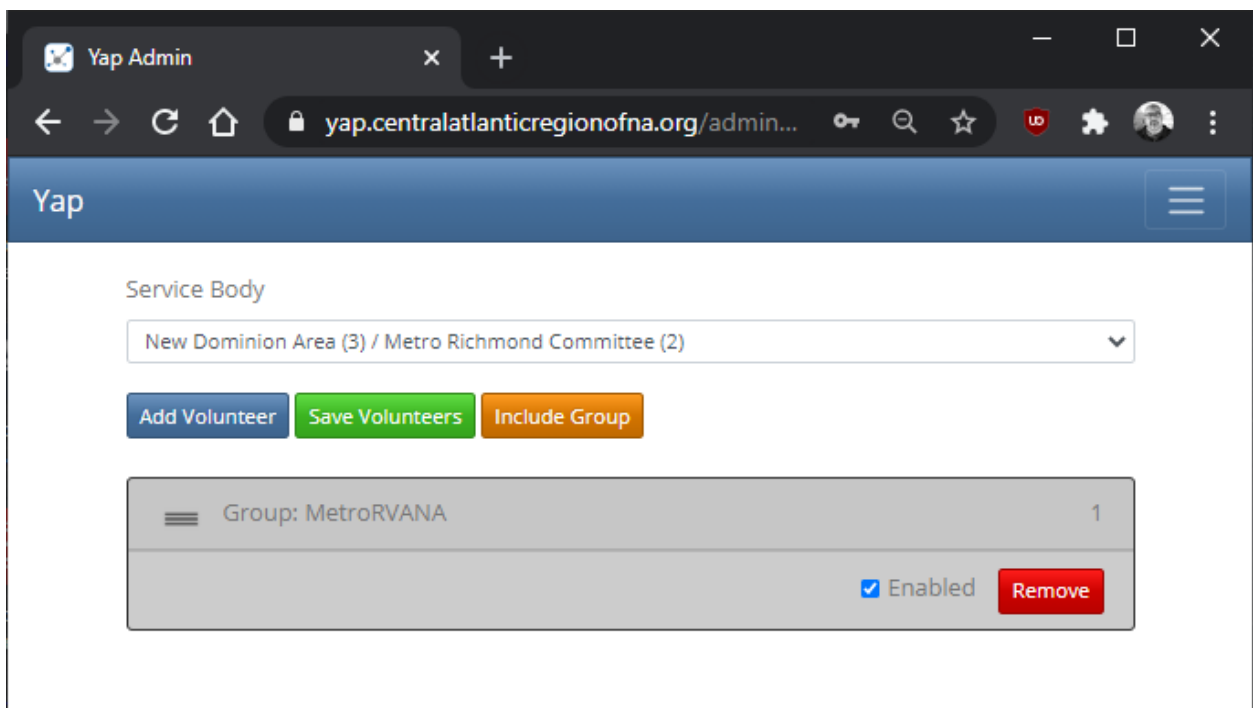 Yap Admin
yap.centralatlanticregionofna.org/admin...
Yap
Service Body
New Dominion Area (3) / Metro Richmond Committee (2)
Add Volunteer Save Volunteers Include Group
Group: MetroRVANA 1
Enabled Remove